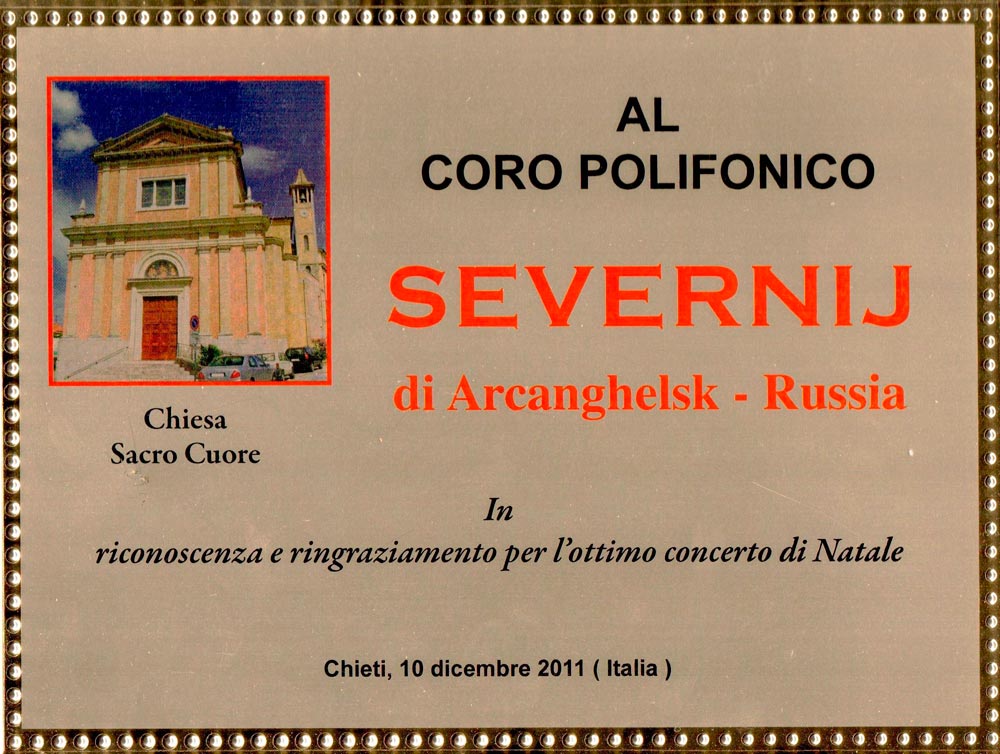 AL
CORO POLIFONICO
SEVERNIJ
di Arcanghelsk - Russia
Chiesa
Sacro Cuore
In
riconoscenza e ringraziamento per l'ottimo concerto di Natale
Chieti, 10 dicembre 2011 ( Italia )